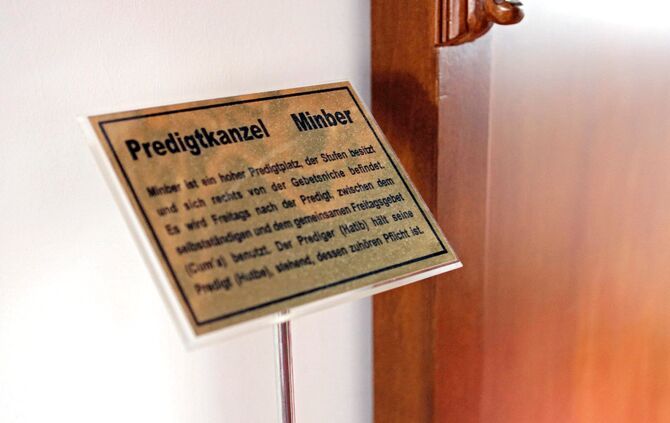 Predigtkanzel Minber
Minber ist ein hoher Predigtplatz, der Stufen besitzt
und sich rechts von der Gebetsniche befindet.
Es wird Freitags nach der Predigt, zwischen dem
selbstständigen und dem gemeinsamen Freitagsgebet
(Cum'a) benutzt. Der Prediger (Hatib) hält seine
Predigt (Hutbe), stehend, dessen zuhören Pflicht ist.